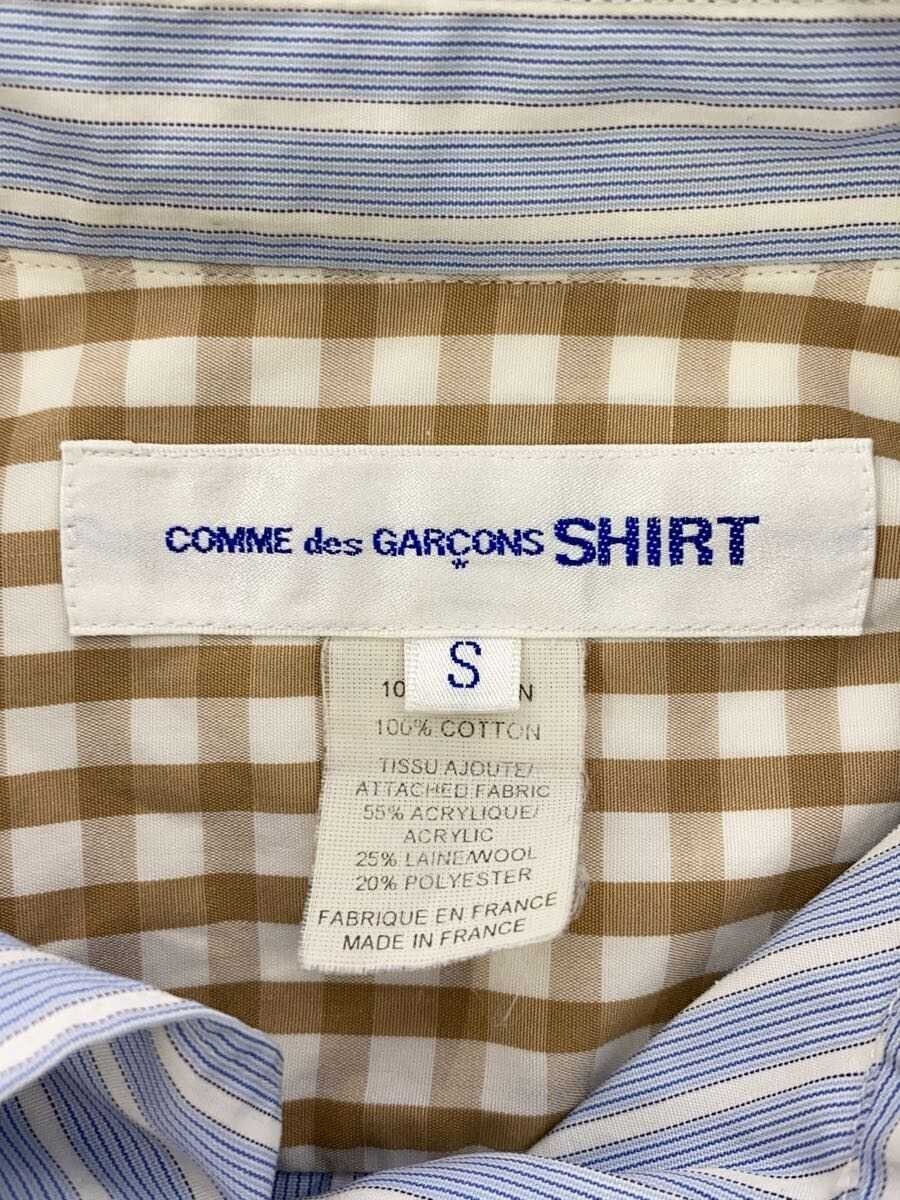 COMME des GARÇONS SHIRT
S
100% COTTON
TISSU AJOUTE/
ATTACHED FABRIC
55% ACRYLIQUE/
ACRYLIC
25% LAINE/WOOL
20% POLYESTER
FABRIQUE EN FRANCE
MADE IN FRANCE